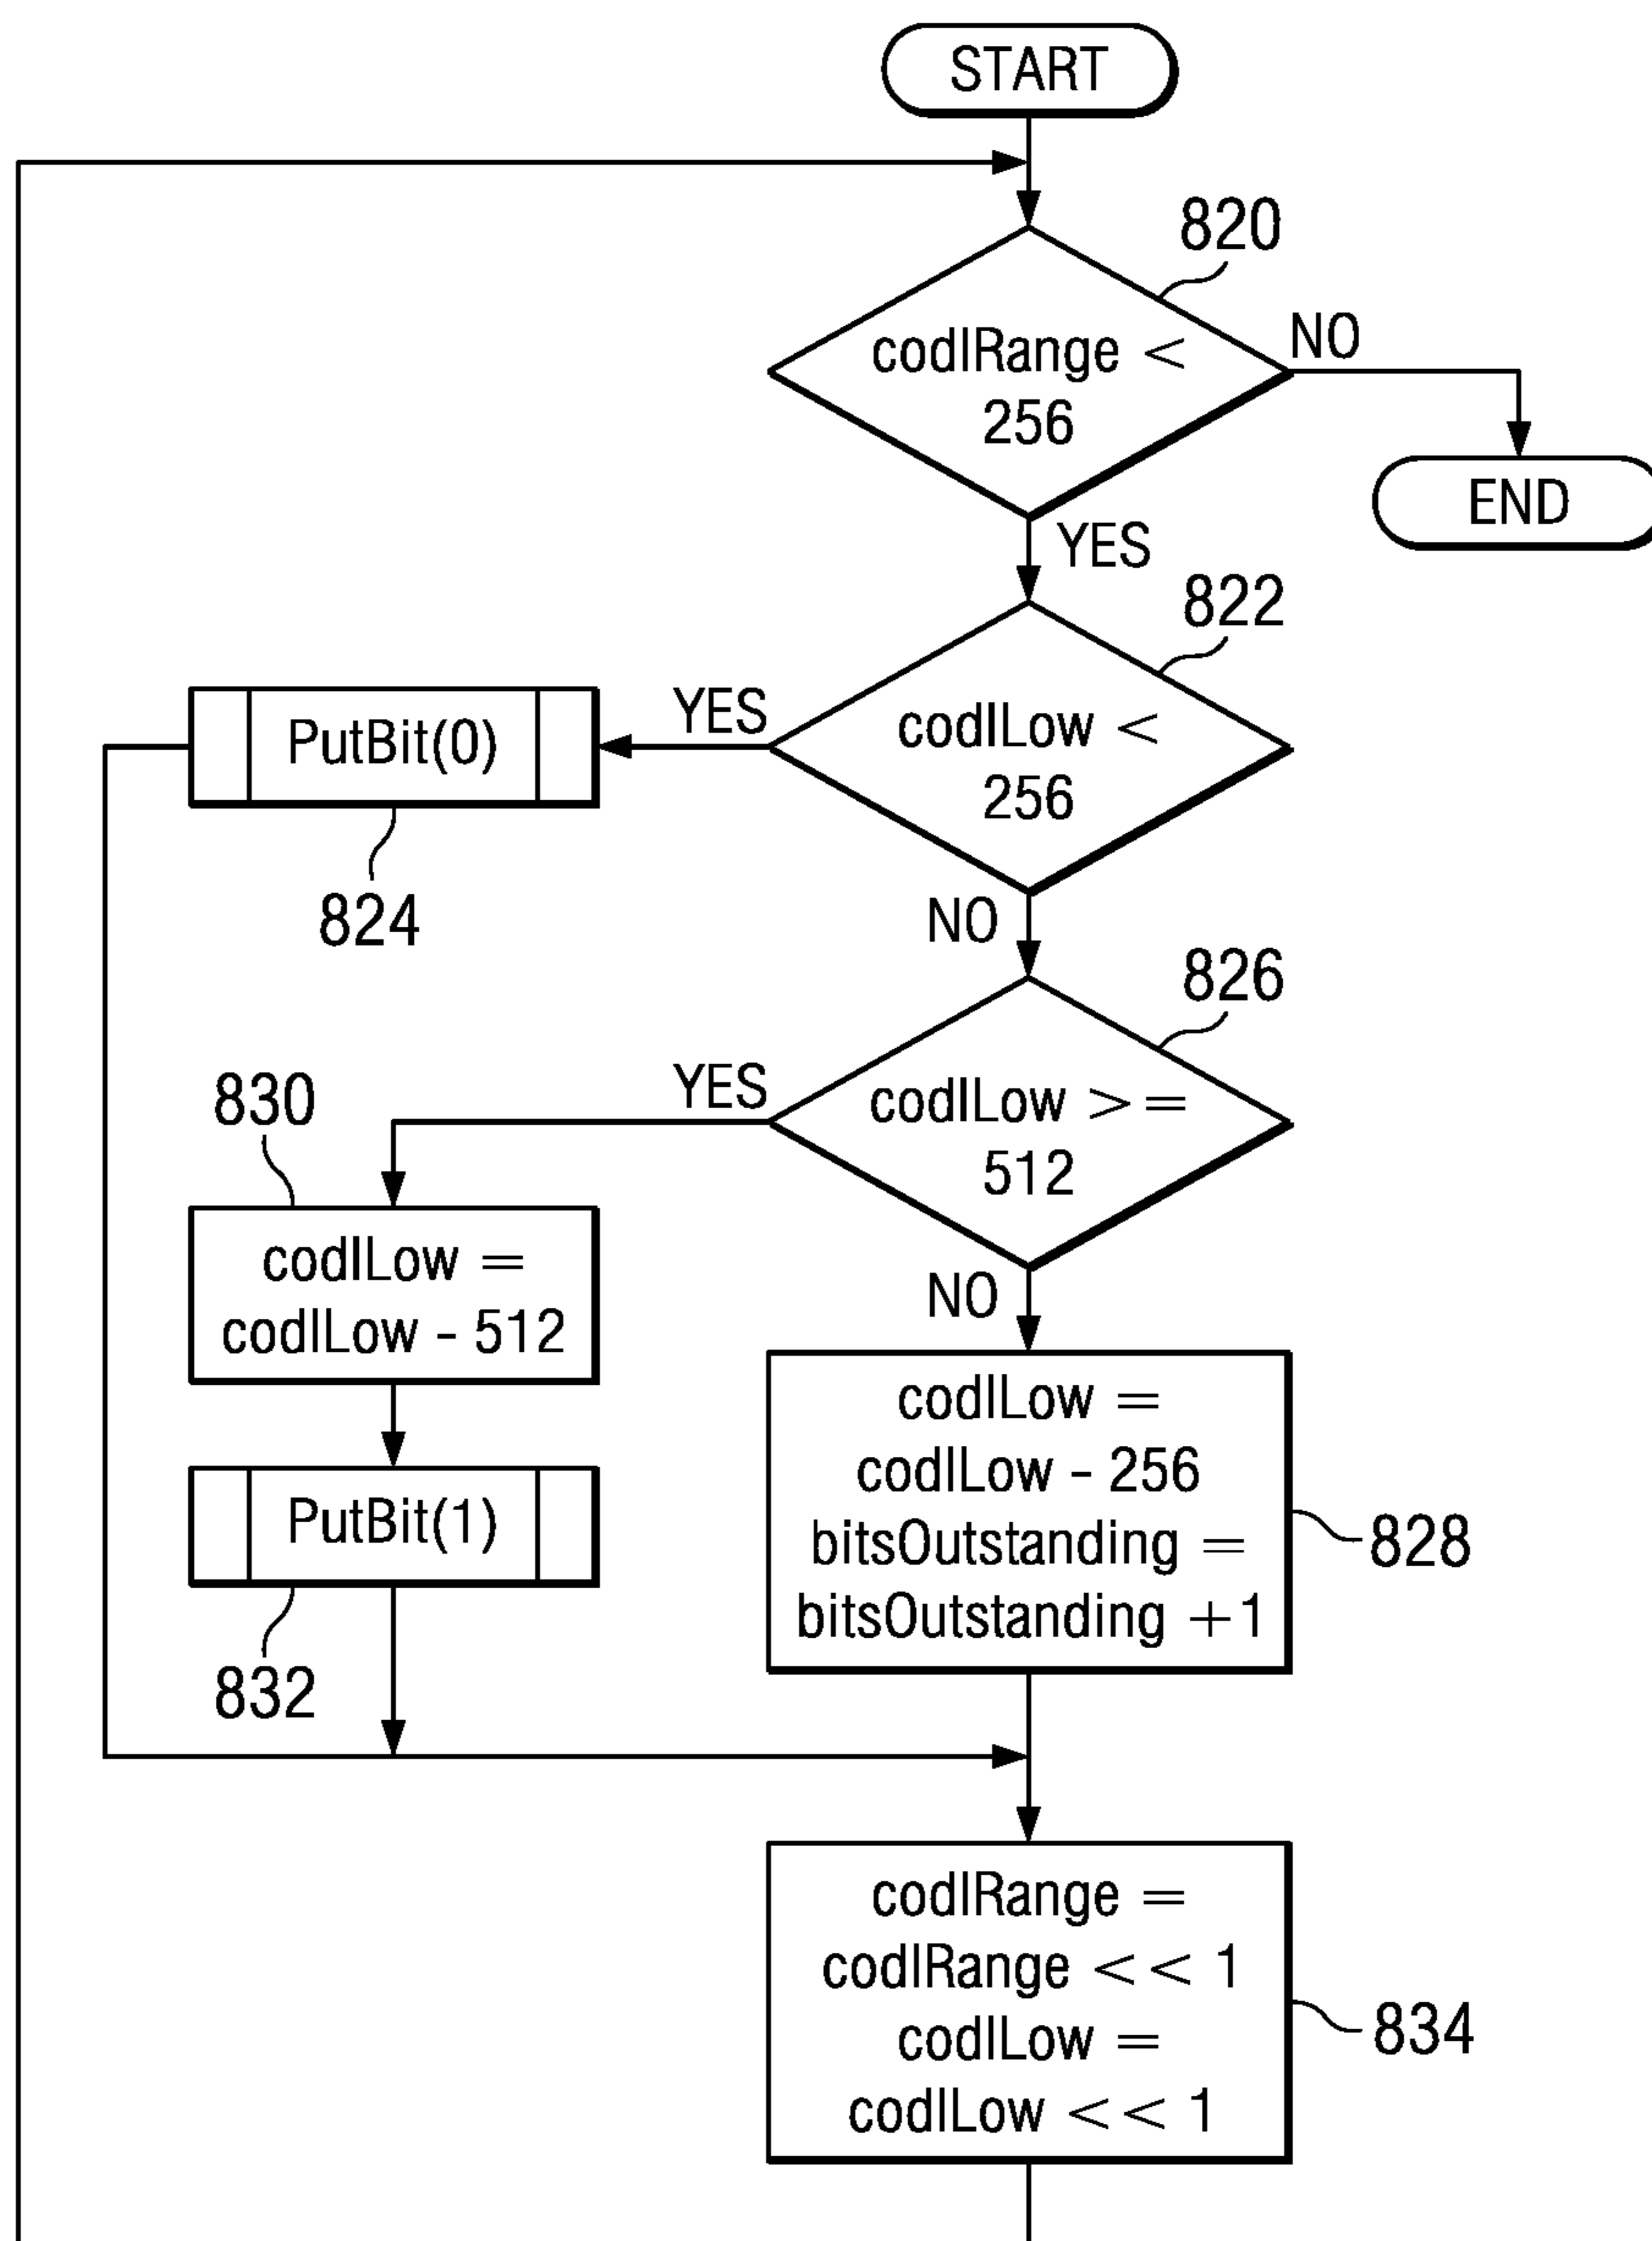 START
820
codIRange <
256
NO
END
YES
822
codILow <
256
YES
PutBit(0)
824
NO
826
codILow >=
512
YES
830
codILow =
codILow - 512
NO
codILow =
codILow - 256
bitsOutstanding =
bitsOutstanding +1
828
PutBit(1)
832
codIRange =
codIRange << 1
codILow =
codILow << 1
834